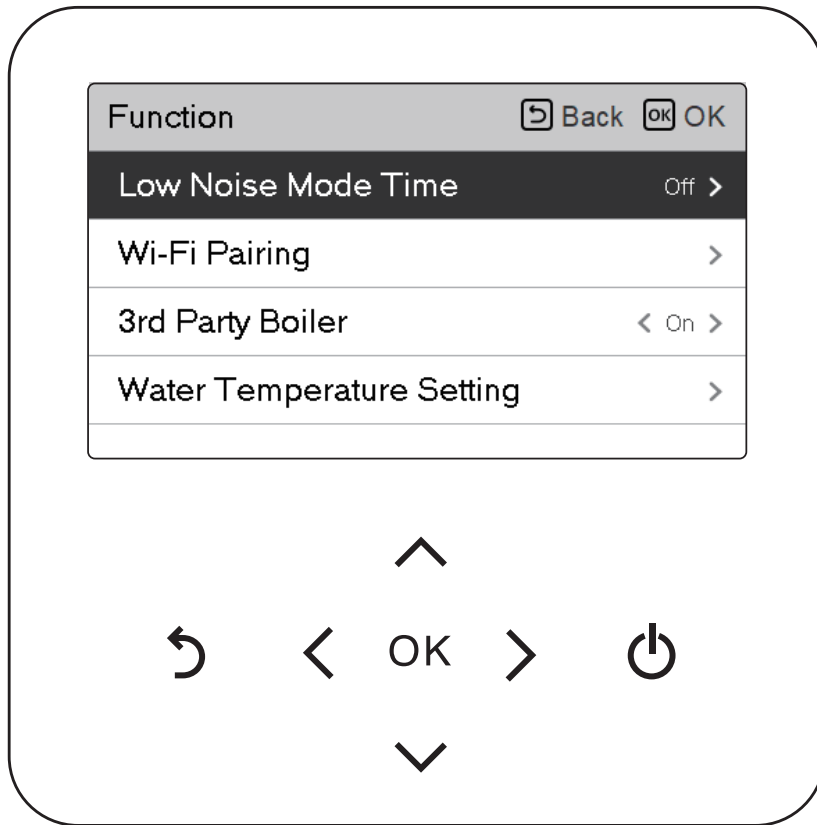 Function Back OK OK
Low Noise Mode Time Off >
Wi-Fi Pairing >
3rd Party Boiler < On >
Water Temperature Setting >
OK